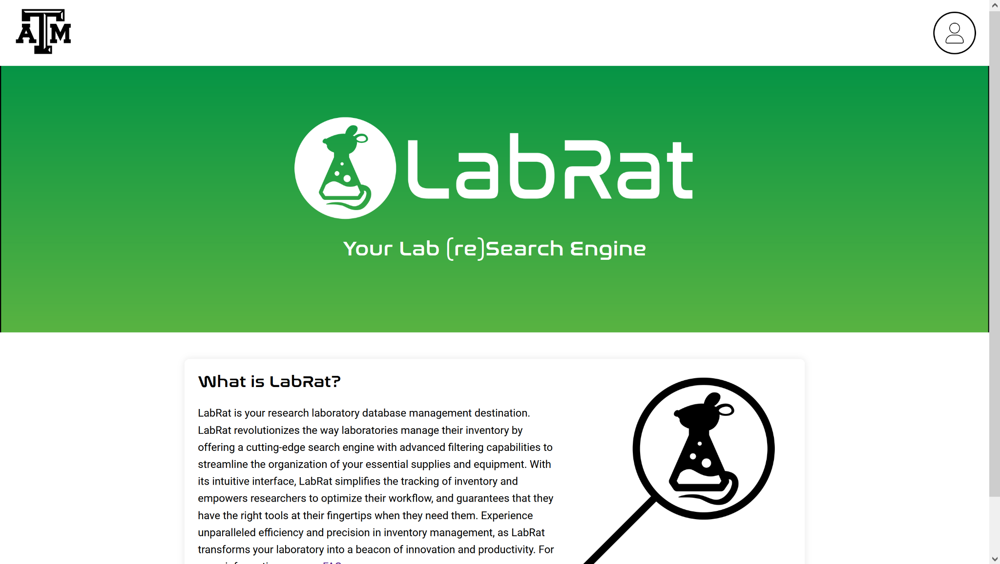 ATM
LabRat
Your Lab (re)Search Engine
What is LabRat?
LabRat is your research laboratory database management destination.
LabRat revolutionizes the way laboratories manage their inventory by
offering a cutting-edge search engine with advanced filtering capabilities to
streamline the organization of your essential supplies and equipment. With
its intuitive interface, LabRat simplifies the tracking of inventory and
empowers researchers to optimize their workflow, and guarantees that they
have the right tools at their fingertips when they need them. Experience
unparalleled efficiency and precision in inventory management, as LabRat
transforms your laboratory into a beacon of innovation and productivity. For
FAQ